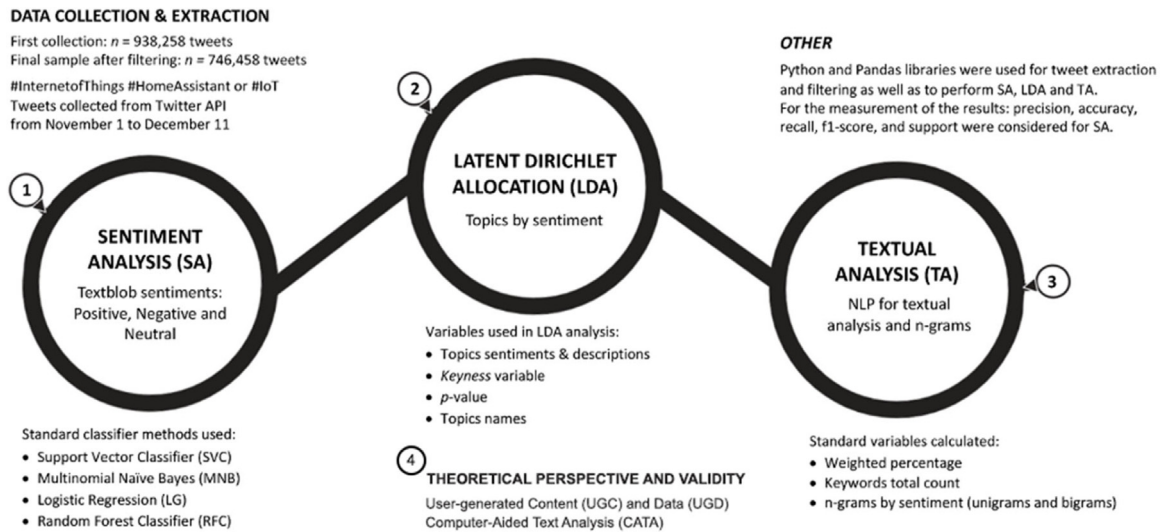 DATA COLLECTION & EXTRACTION
First collection: n = 938,258 tweets
Final sample after filtering: n = 746,458 tweets
#InternetofThings #HomeAssistant or #IoT
Tweets collected from Twitter API
from November 1 to December 11
1
SENTIMENT
ANALYSIS (SA)
Textblob sentiments:
Positive, Negative and
Neutral
Standard classifier methods used:
• Support Vector Classifier (SVC)
• Multinomial Naïve Bayes (MNB)
• Logistic Regression (LG)
• Random Forest Classifier (RFC)
2
LATENT DIRICHLET
ALLOCATION (LDA)
Topics by sentiment
Variables used in LDA analysis:
• Topics sentiments & descriptions
• Keyness variable
• p-value
• Topics names
4
THEORETICAL PERSPECTIVE AND VALIDITY
User-generated Content (UGC) and Data (UGD)
Computer-Aided Text Analysis (CATA)
OTHER
Python and Pandas libraries were used for tweet extraction
and filtering as well as to perform SA, LDA and TA.
For the measurement of the results: precision, accuracy,
recall, f1-score, and support were considered for SA.
3
TEXTUAL
ANALYSIS (TA)
NLP for textual
analysis and n-grams
Standard variables calculated:
• Weighted percentage
• Keywords total count
• n-grams by sentiment (unigrams and bigrams)